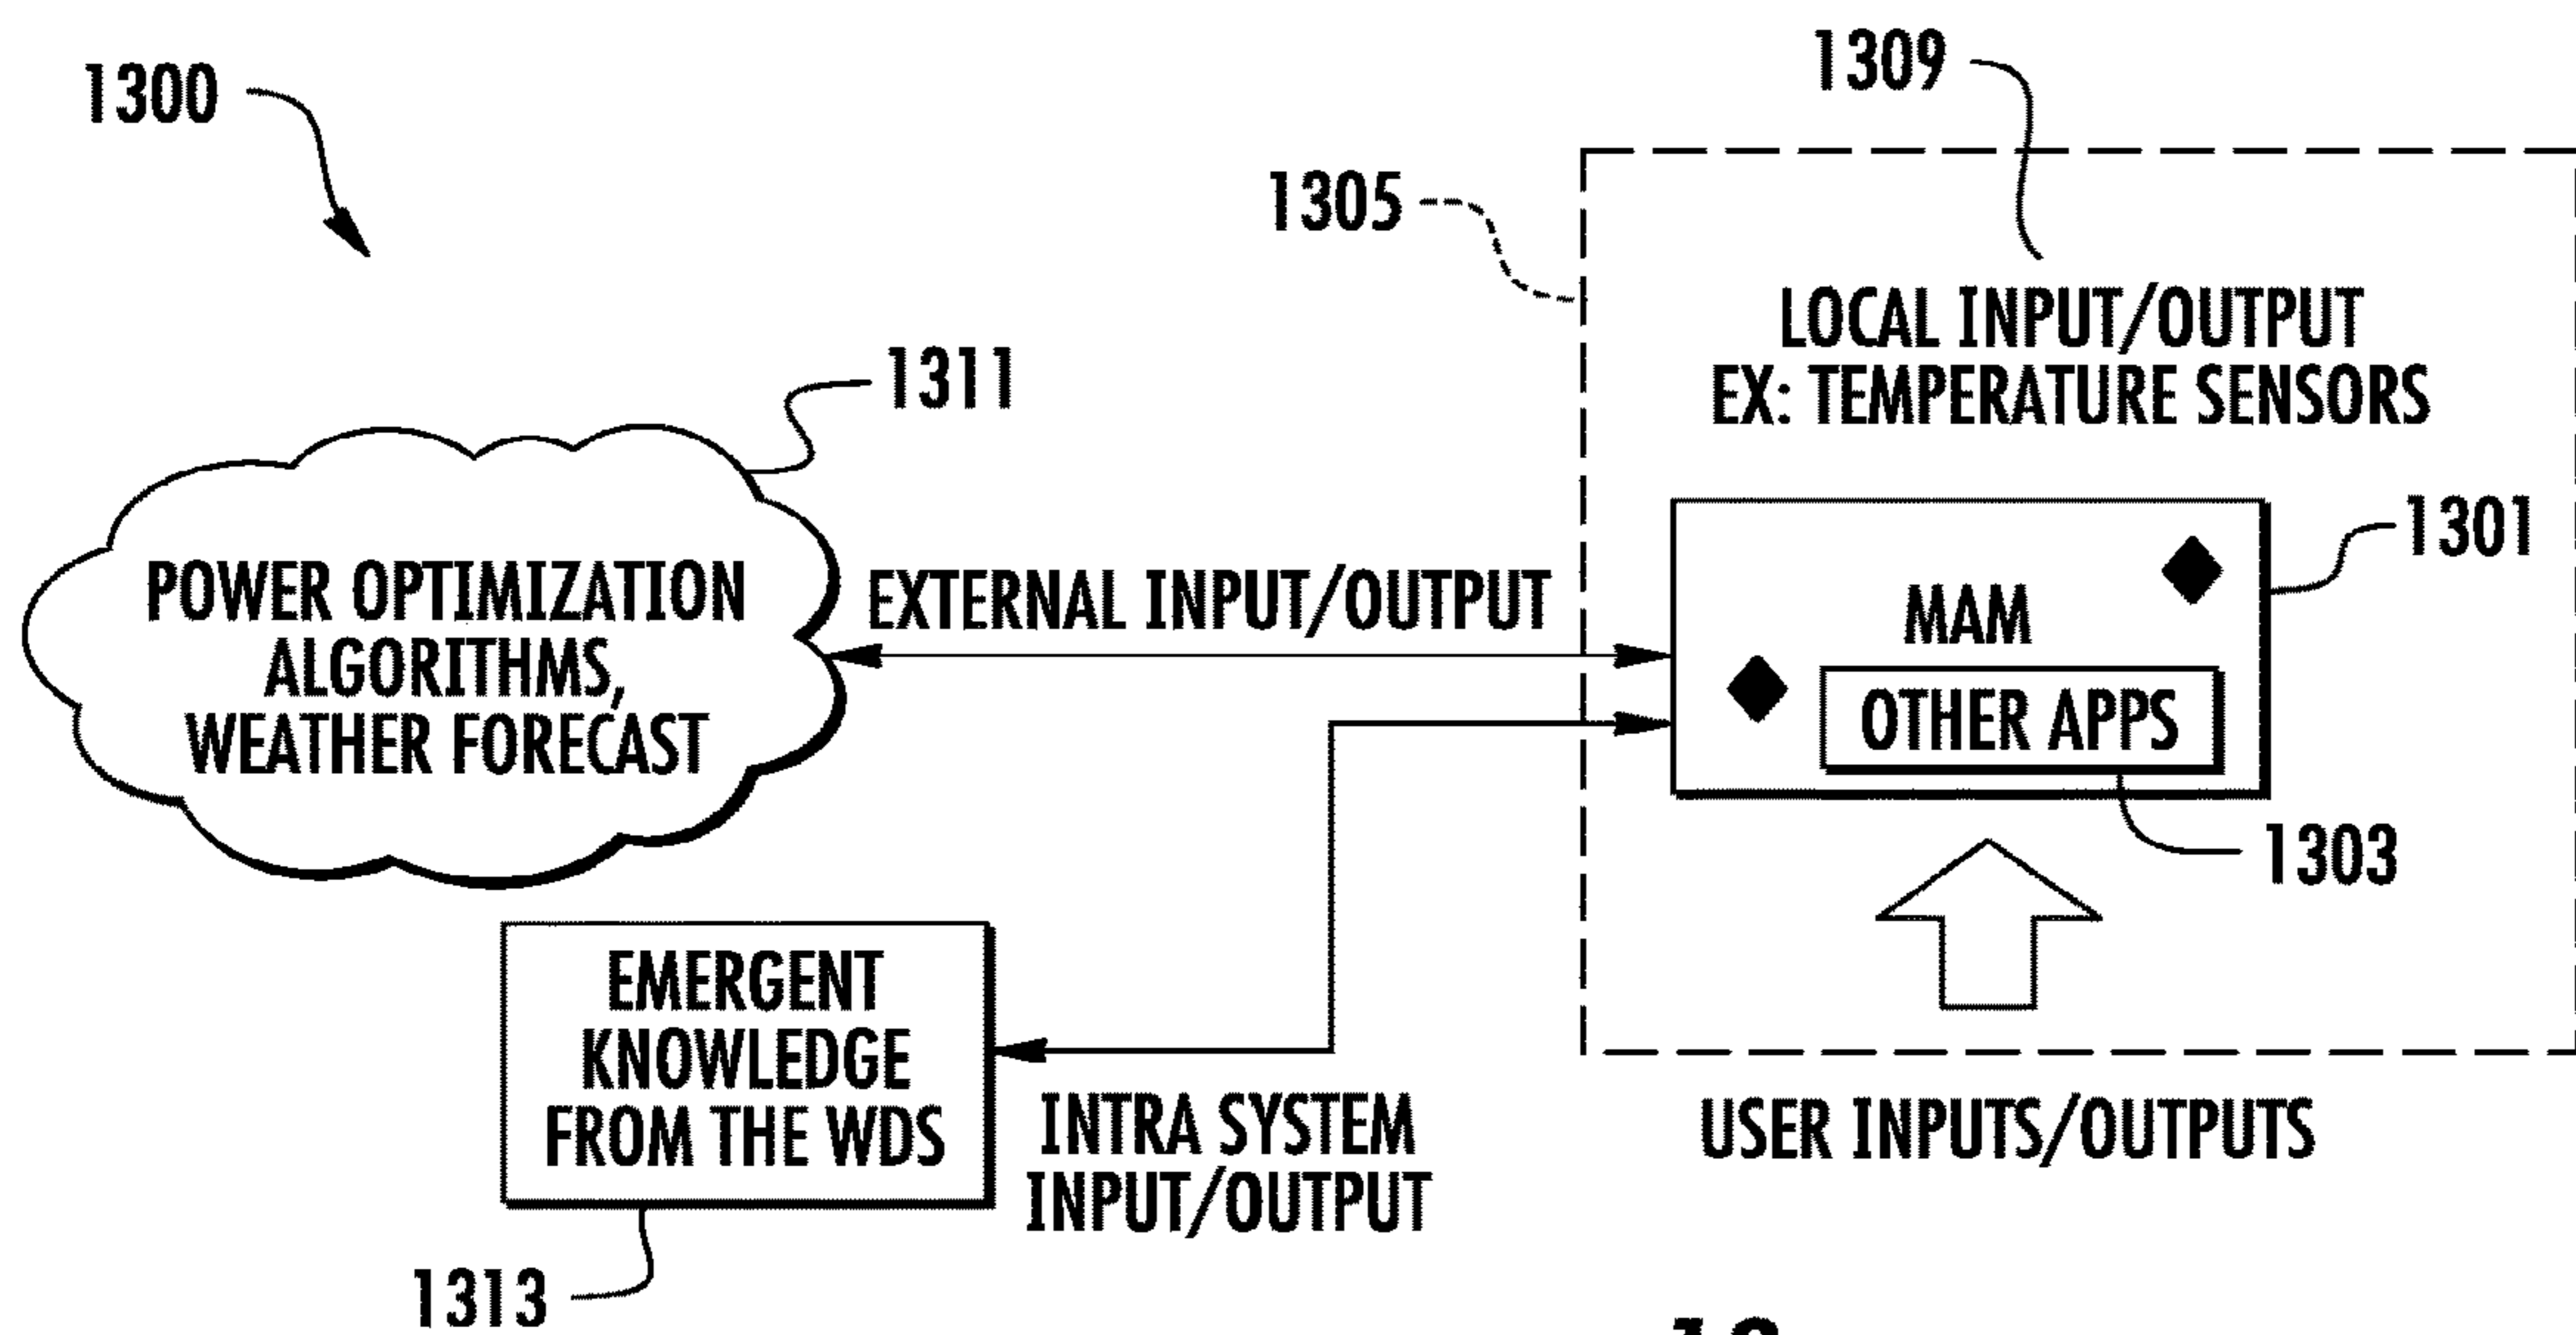 1300
1309
1305
LOCAL INPUT/OUTPUT
EX: TEMPERATURE SENSORS
1311
1301
POWER OPTIMIZATION
ALGORITHMS,
WEATHER FORECAST
EXTERNAL INPUT/OUTPUT
MAM
OTHER APPS
1303
EMERGENT
KNOWLEDGE
FROM THE WDS
INTRA SYSTEM
INPUT/OUTPUT
USER INPUTS/OUTPUTS
1313